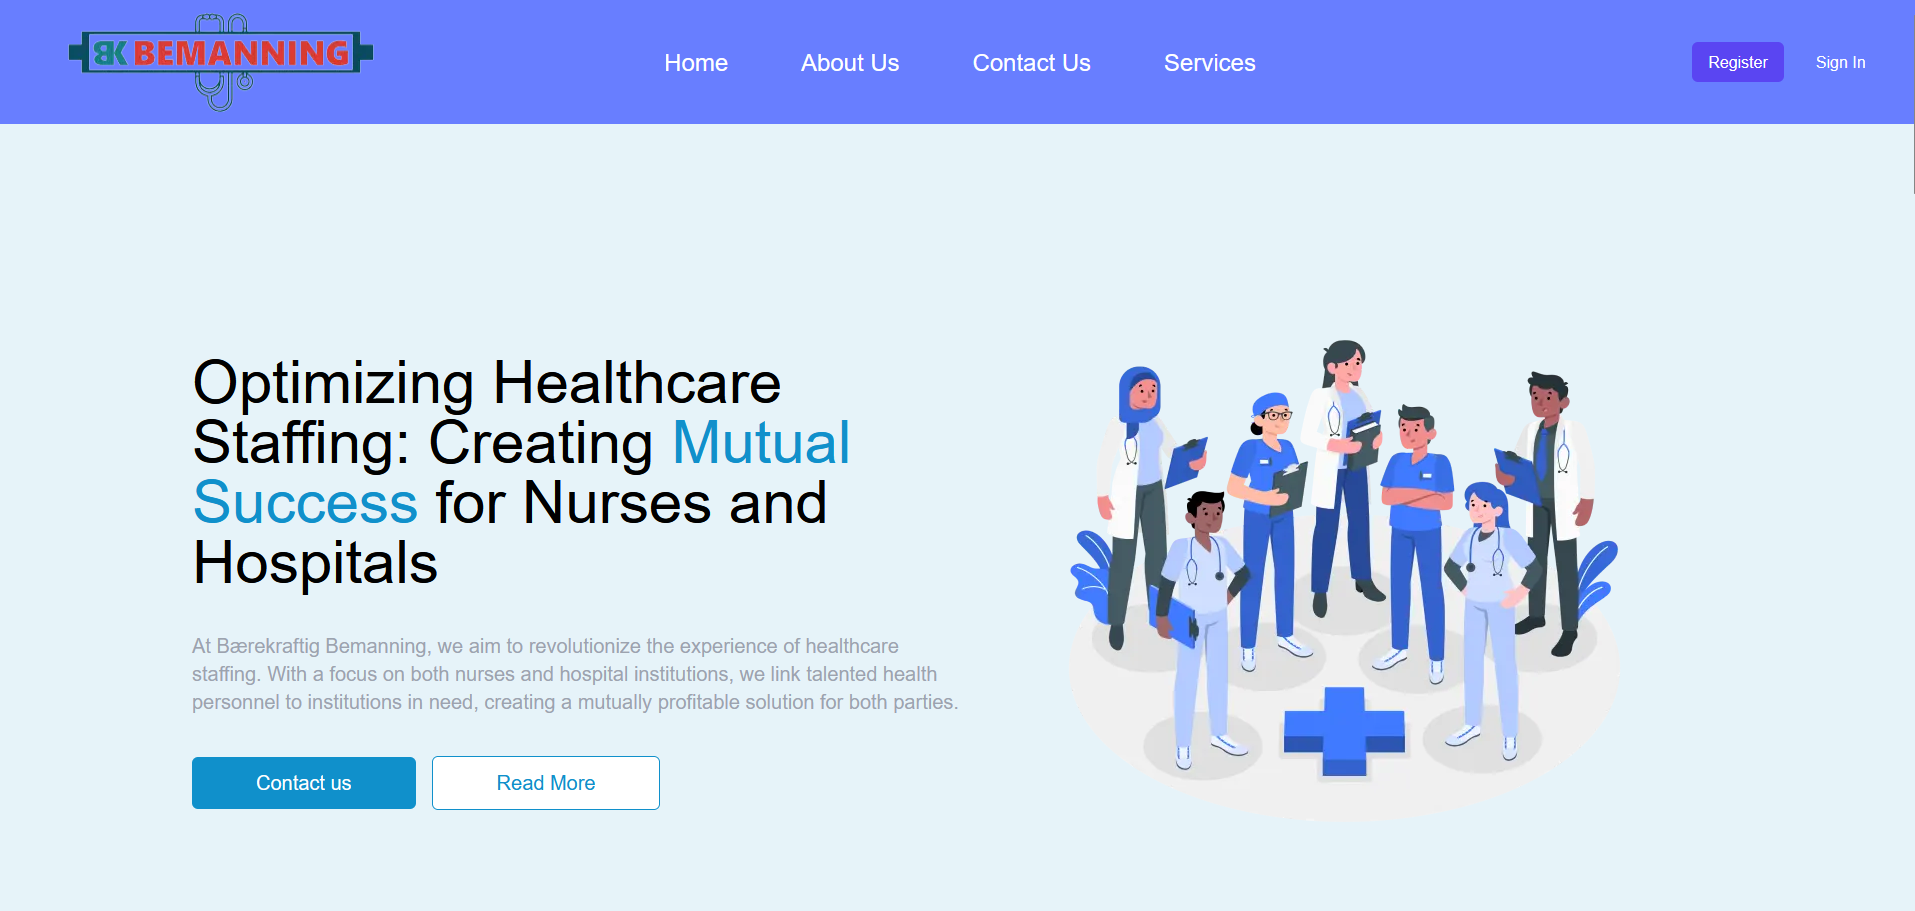 BK BEMANNING
Home
About Us
Contact Us
Services
Register
Sign In
Optimizing Healthcare
Staffing: Creating Mutual
Success for Nurses and
Hospitals
At Bærekraftig Bemanning, we aim to revolutionize the experience of healthcare
staffing. With a focus on both nurses and hospital institutions, we link talented health
personnel to institutions in need, creating a mutually profitable solution for both parties.
Contact us
Read More